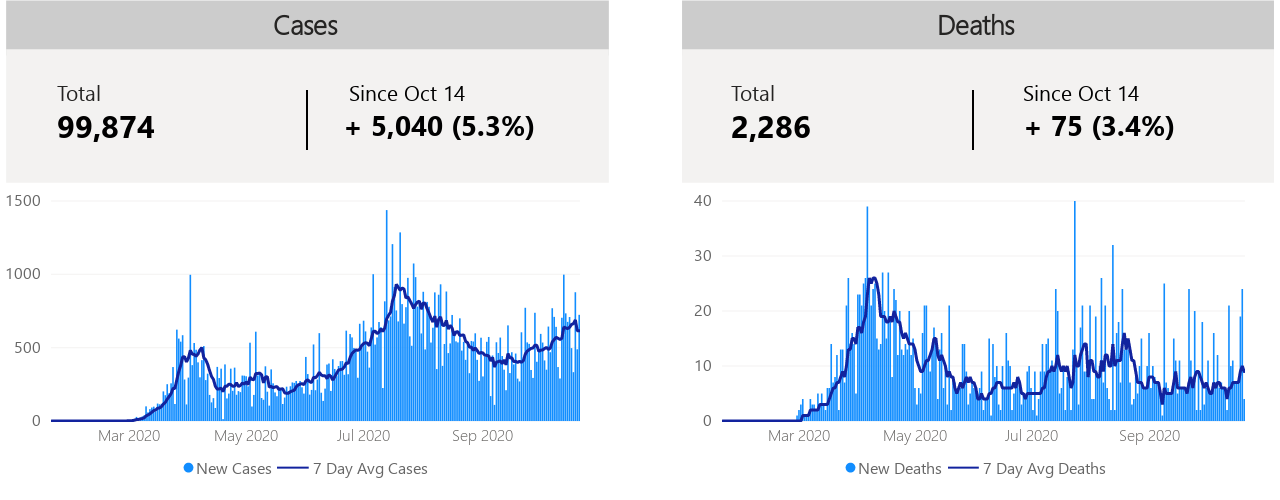 Cases
Total
Since Oct 14
99,874
+ 5,040 (5.3%)
1500
1000
500
0
Mar 2020 May 2020 Jul 2020 Sep 2020
New Cases 7 Day Avg Cases
Deaths
Total
Since Oct 14
2,286
+ 75 (3.4%)
40
30
20
10
0
Mar 2020 May 2020 Jul 2020 Sep 2020
New Deaths 7 Day Avg Deaths